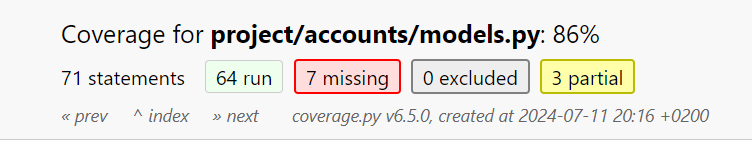 Coverage for project/accounts/models.py: 86%
71 statements 64 run 7 missing 0 excluded 3 partial
« prev ^ index » next coverage.py v6.5.0, created at 2024-07-11 20:16 +0200